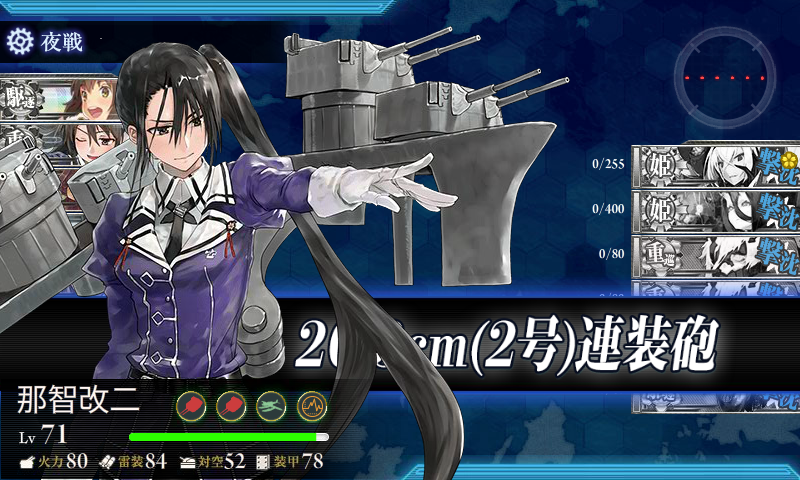 夜戦
駆逐
重
0/255
姫
撃沈
0/400
姫
撃沈
0/80
重巡
撃沈
cm(2号)連装砲
那智改二
Lv 71
火力80 雷装84 対空52 装甲78